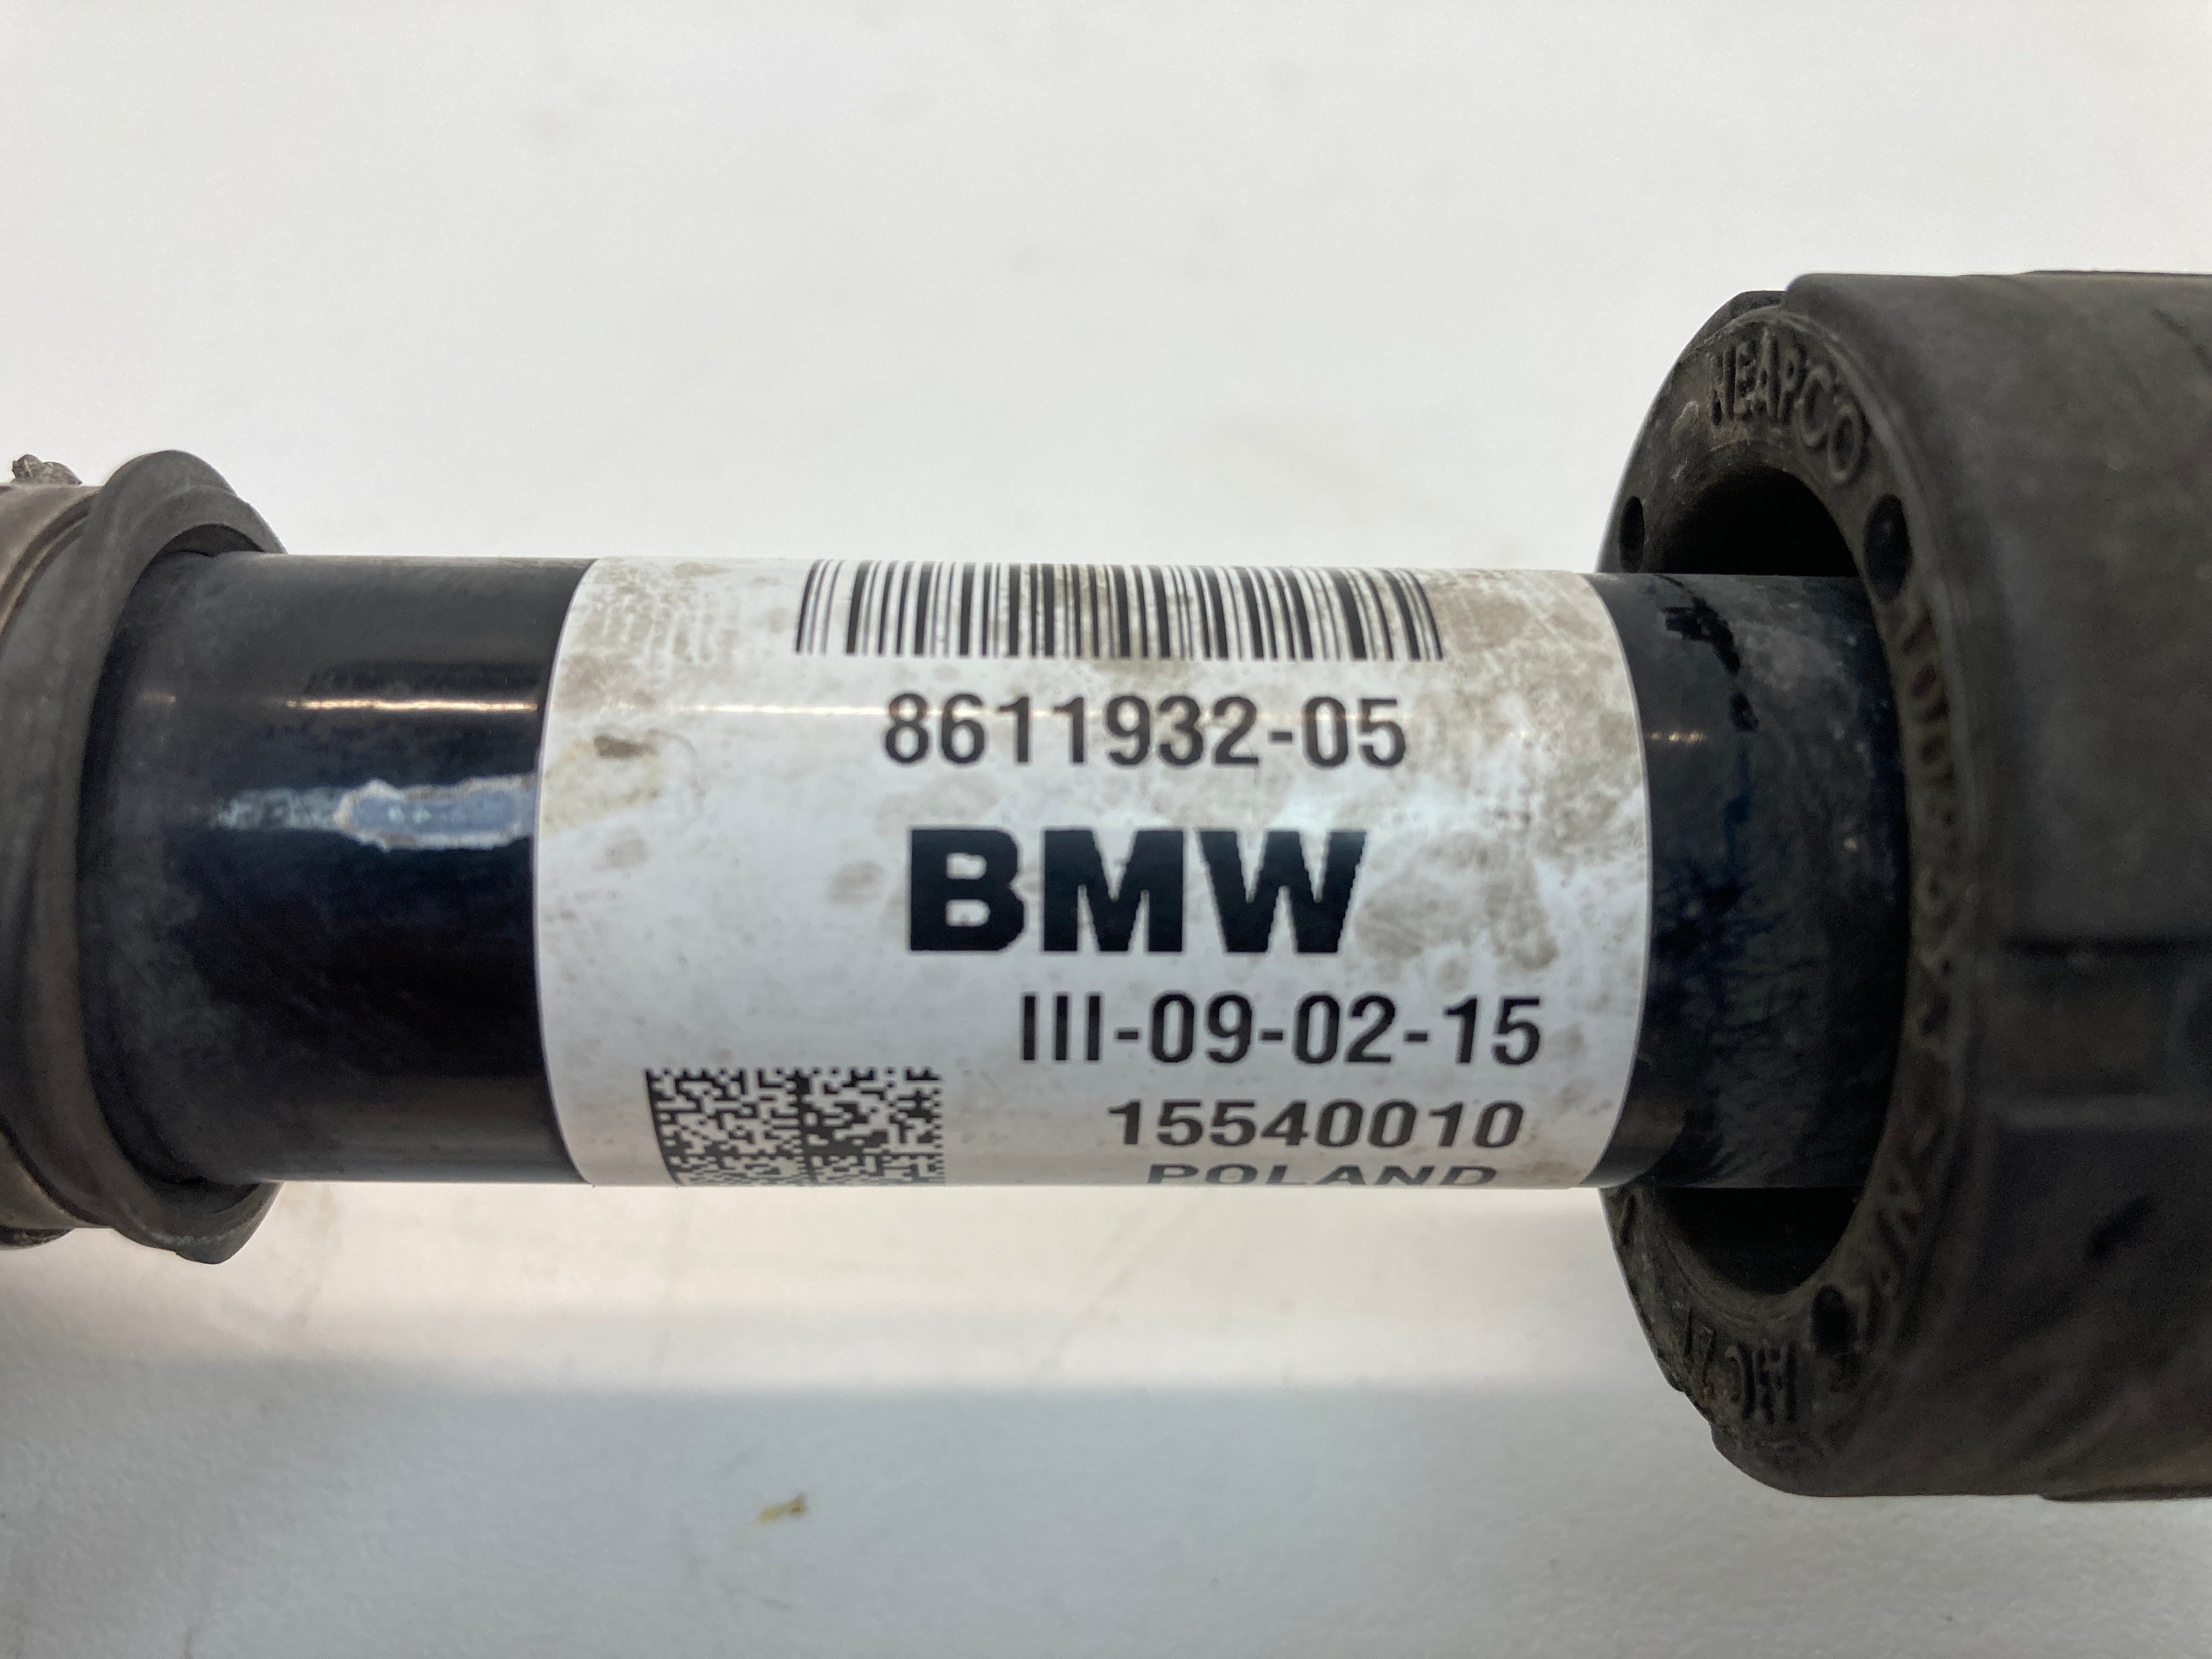 NEAPCO
8611932-05
BMW
III-09-02-15
15540010
POLAND